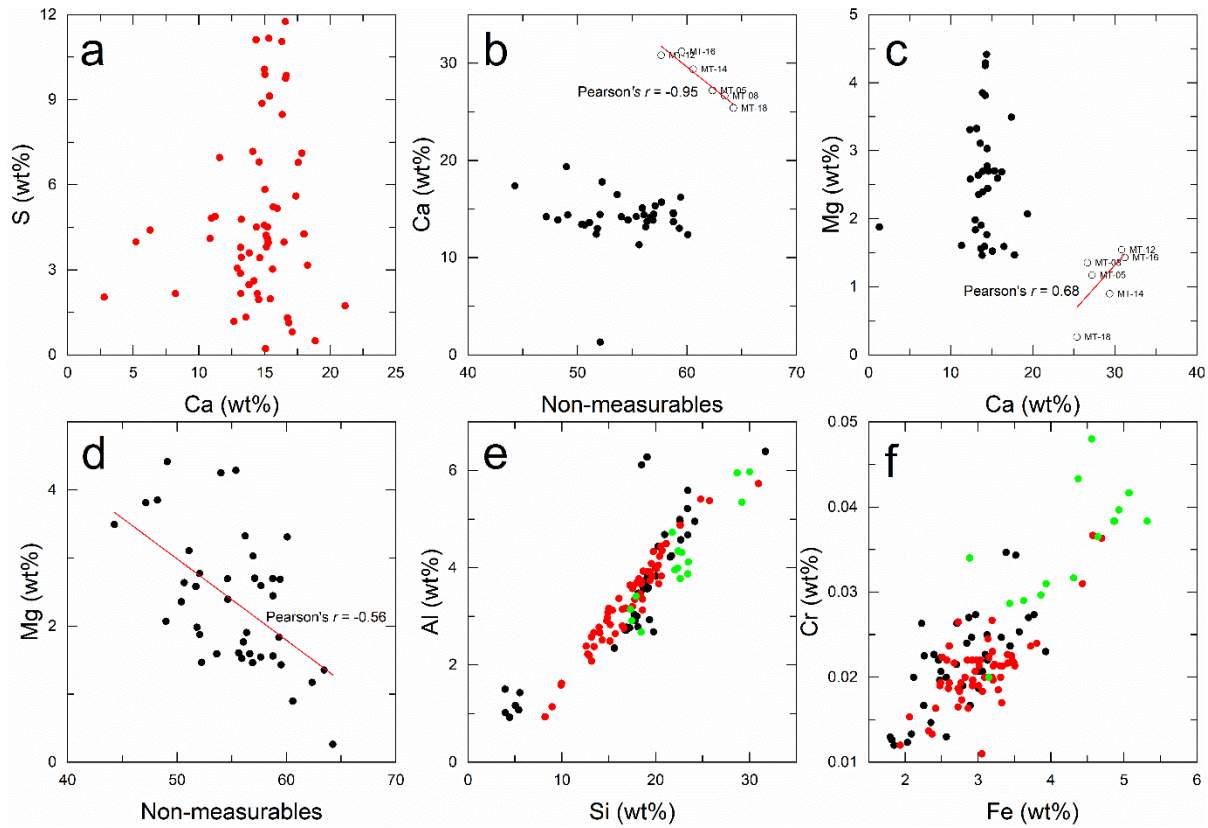 a
12
9
6
3
0
S (wt%)
0
5
10
15
20
25
Ca (wt%)
b
30
20
10
0
Ca (wt%)
MT-16
MT-12
MT-14
MT-05
MT-08
MT-18
Pearson's r = -0.95
40
50
60
70
Non-measurables
c
5
4
3
2
1
0
Mg (wt%)
MT-12
MT-16
MT-08
MT-05
Pearson's r = 0.68
MT-14
MT-18
0
10
20
30
40
Ca (wt%)
d
4
2
0
Mg (wt%)
Pearson's r = -0.56
40
50
60
70
Non-measurables
e
6
4
2
0
Al (wt%)
0
10
20
30
Si (wt%)
f
0.05
0.04
0.03
0.02
0.01
Cr (wt%)
2
3
4
5
6
Fe (wt%)